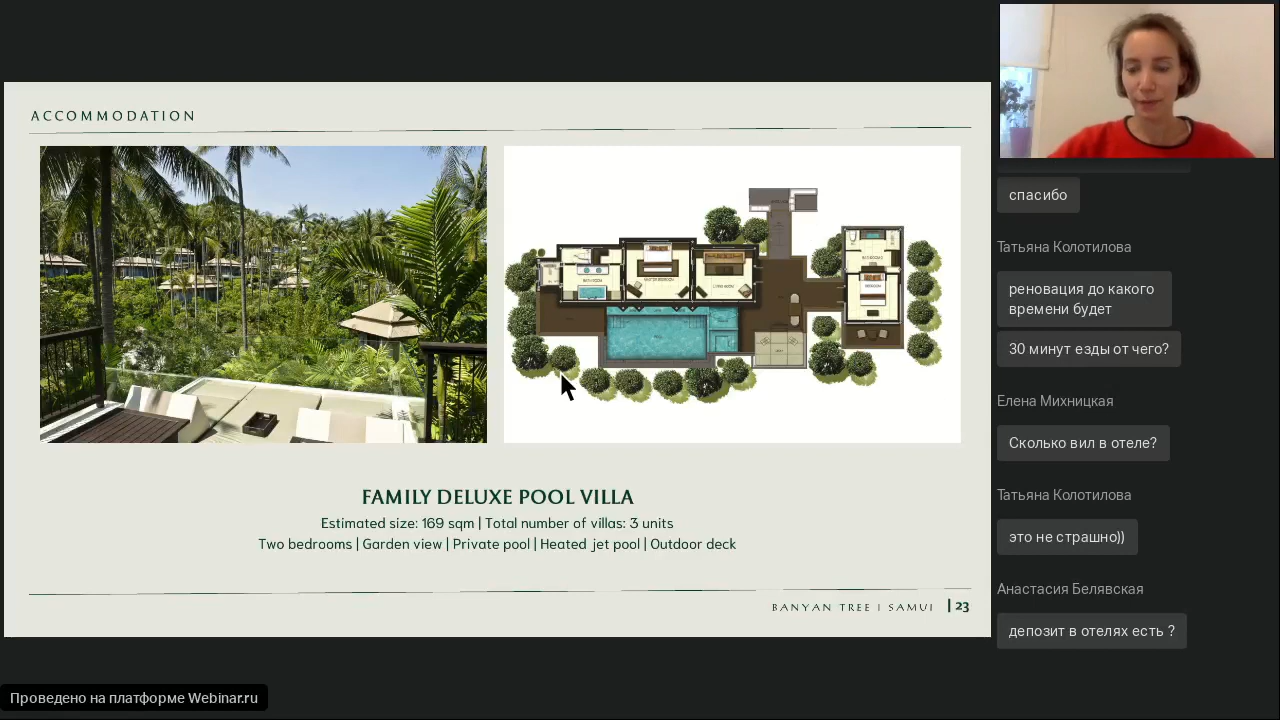 ACCOMMODATION
FAMILY DELUXE POOL VILLA
Estimated size: 169 sqm | Total number of villas: 3 units
Two bedrooms | Garden view | Private pool | Heated jet pool | Outdoor deck
BANYAN TREE | SAMUI | 23
спасибо
Татьяна Колотилова
реновация до какого
времени будет
30 минут езды от чего?
Елена Михницкая
Сколько вил в отеле?
Татьяна Колотилова
это не страшно))
Анастасия Белявская
депозит в отелях есть ?
Проведено на платформе Webinar.ru